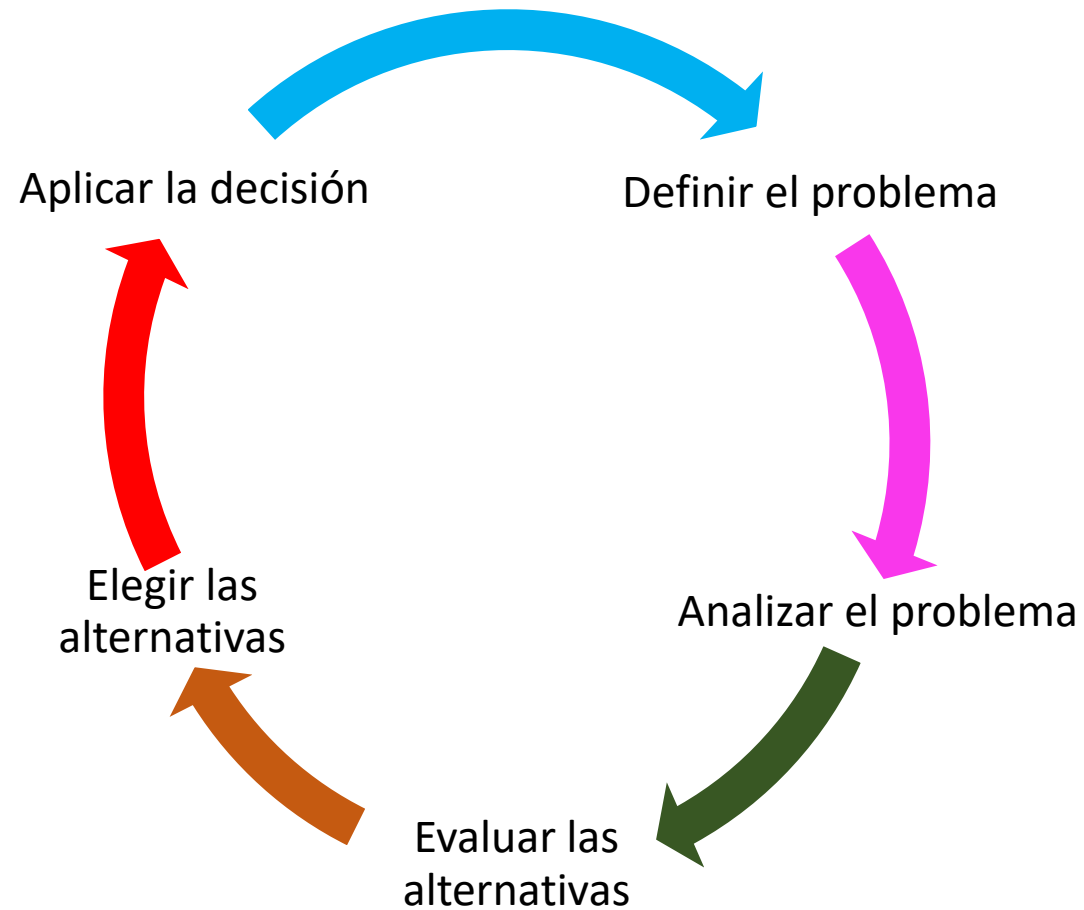 Aplicar la decisión
Definir el problema
Analizar el problema
Evaluar las
alternativas
Elegir las
alternativas